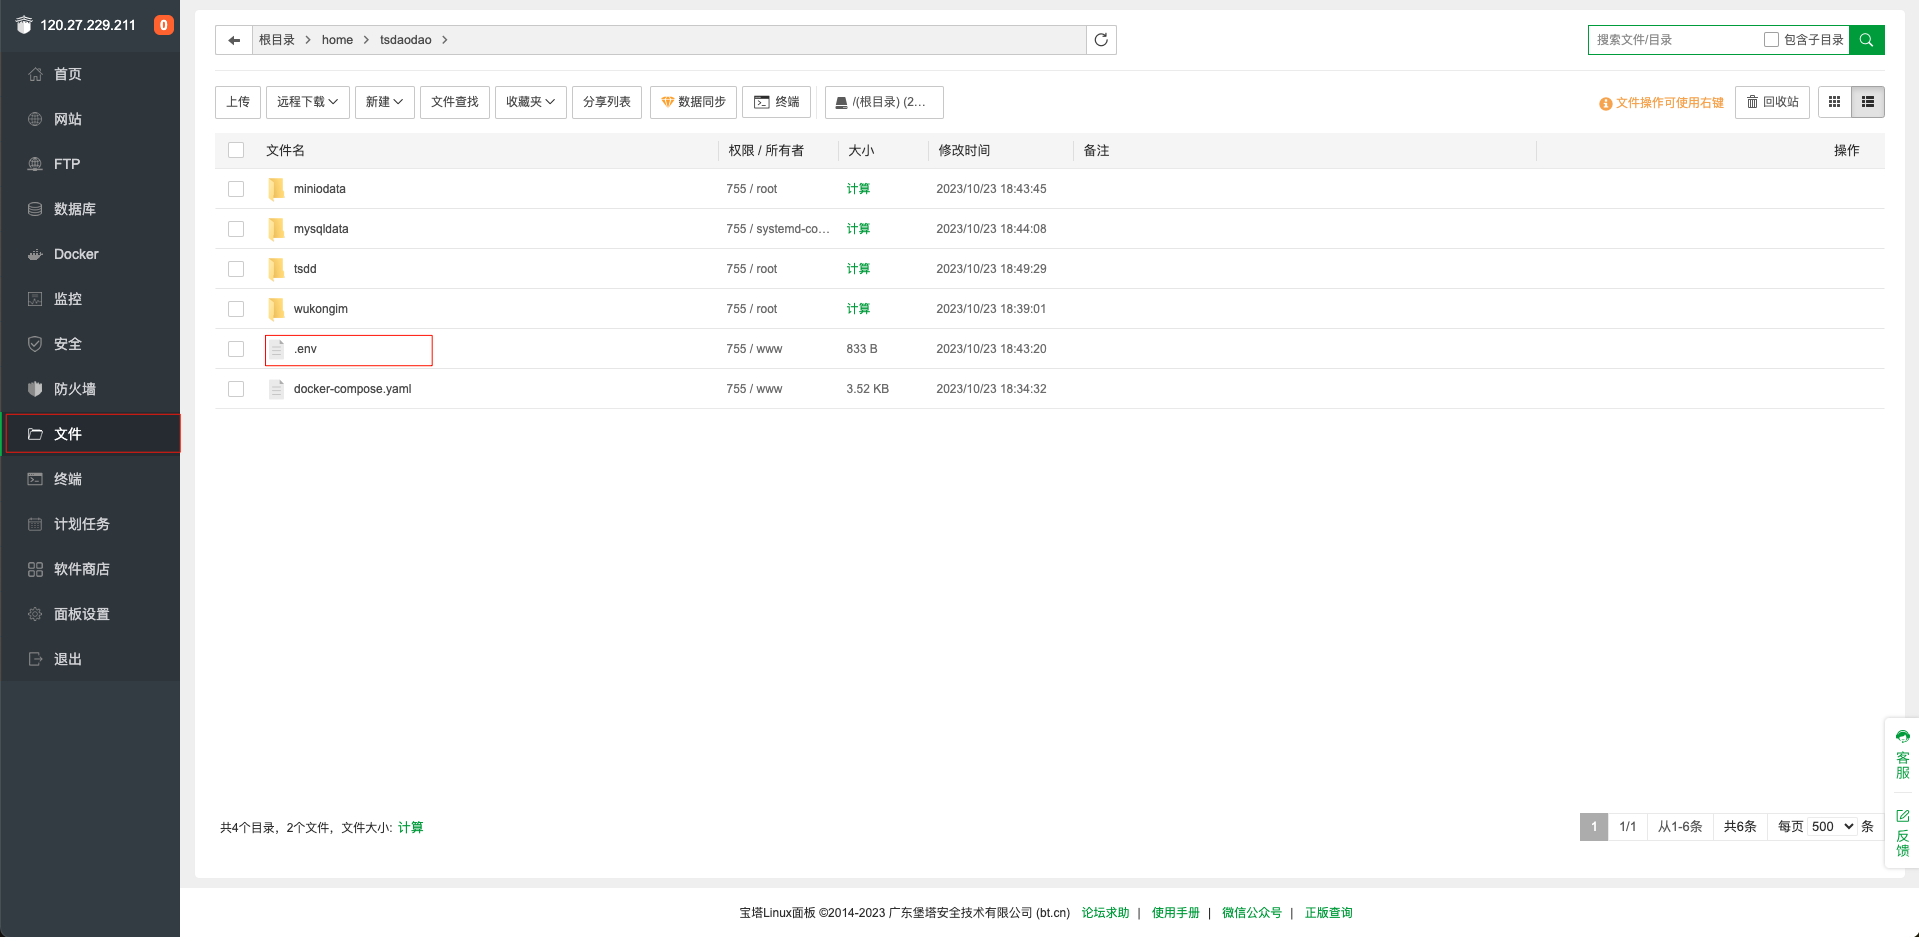 120.27.229.211 0
首页
网站
FTP
数据库
Docker
监控
安全
防火墙
文件
终端
计划任务
软件商店
面板设置
退出
根目录 home tsdaodao
搜索文件/目录 包含子目录
上传 远程下载 新建 文件查找 收藏夹 分享列表 数据同步 终端 /(根目录) (2...
文件操作可使用右键 回收站
文件名 权限 / 所有者 大小 修改时间 备注 操作
miniodata 755 / root 计算 2023/10/23 18:43:45
mysqldata 755 / systemd-co... 计算 2023/10/23 18:44:08
tsdd 755 / root 计算 2023/10/23 18:49:29
wukongim 755 / root 计算 2023/10/23 18:39:01
.env 755 / www 833 B 2023/10/23 18:43:20
docker-compose.yaml 755 / www 3.52 KB 2023/10/23 18:34:32
共4个目录，2个文件，文件大小: 计算
1 1/1 从1-6条 共6条 每页 500 条
客服
反馈
宝塔Linux面板 ©2014-2023 广东堡塔安全技术有限公司 (bt.cn) 论坛求助 | 使用手册 | 微信公众号 | 正版查询